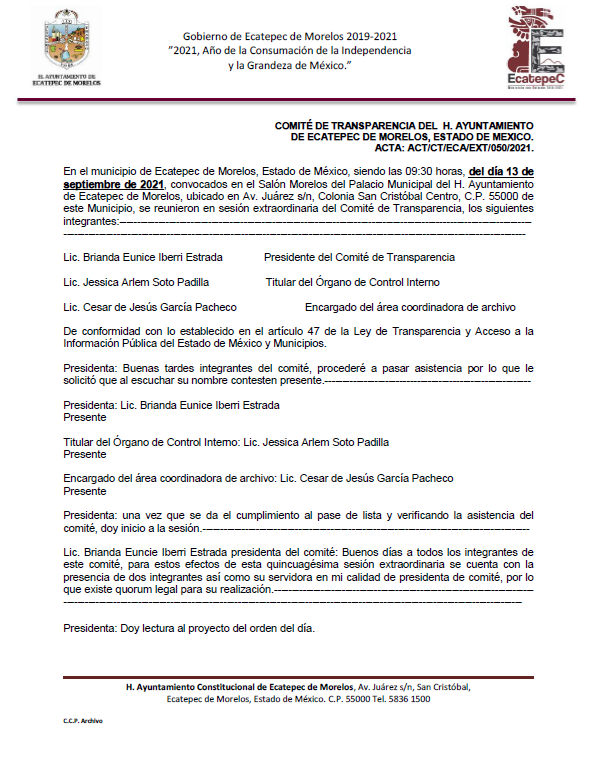 Gobierno de Ecatepec de Morelos 2019-2021
"2021, Año de la Consumación de la Independencia
y la Grandeza de México."
EL AYUNTAMIENTO DE
ECATEPEC DE MORELOS
EcatepeC
COMITÉ DE TRANSPARENCIA DEL H. AYUNTAMIENTO
DE ECATEPEC DE MORELOS, ESTADO DE MEXICO.
ACTA: ACT/CT/ECA/EXT/050/2021.
En el municipio de Ecatepec de Morelos, Estado de México, siendo las 09:30 horas, del día 13 de
septiembre de 2021, convocados en el Salón Morelos del Palacio Municipal del H. Ayuntamiento
de Ecatepec de Morelos, ubicado en Av. Juárez s/n, Colonia San Cristóbal Centro, C.P. 55000 de
este Municipio, se reunieron en sesión extraordinaria del Comité de Transparencia, los siguientes
integrantes:------------------------------------------------------------
------------------------------------------------------------
Lic. Brianda Eunice Iberri Estrada Presidente del Comité de Transparencia
Lic. Jessica Arlem Soto Padilla Titular del Órgano de Control Interno
Lic. Cesar de Jesús García Pacheco Encargado del área coordinadora de archivo
De conformidad con lo establecido en el artículo 47 de la Ley de Transparencia y Acceso a la
Información Pública del Estado de México y Municipios.
Presidenta: Buenas tardes integrantes del comité, procederé a pasar asistencia por lo que le
solicitó que al escuchar su nombre contesten presente.------------------------------
Presidenta: Lic. Brianda Eunice Iberri Estrada
Presente
Titular del Órgano de Control Interno: Lic. Jessica Arlem Soto Padilla
Presente
Encargado del área coordinadora de archivo: Lic. Cesar de Jesús García Pacheco
Presente
Presidenta: una vez que se da el cumplimiento al pase de lista y verificando la asistencia del
comité, doy inicio a la sesión.------------------------------------------------------------
Lic. Brianda Euncie Iberri Estrada presidenta del comité: Buenos días a todos los integrantes de
este comité, para estos efectos de esta quincuagésima sesión extraordinaria se cuenta con la
presencia de dos integrantes así como su servidora en mi calidad de presidenta de comité, por lo
que existe quorum legal para su realización.----------------------------------------
------------------------------------------------------------
Presidenta: Doy lectura al proyecto del orden del día.
H. Ayuntamiento Constitucional de Ecatepec de Morelos, Av. Juárez s/n, San Cristóbal,
Ecatepec de Morelos, Estado de México. C.P. 55000 Tel. 5836 1500
C.C.P. Archivo